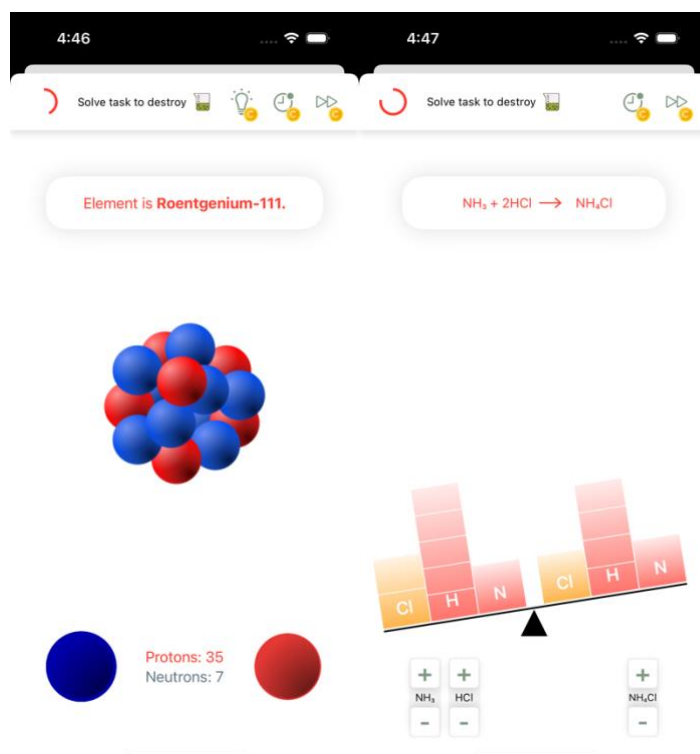 4:46
Solve task to destroy
Element is Roentgenium-111.
Protons: 35
Neutrons: 7
4:47
Solve task to destroy
NH₃ + 2HCl ⟶ NH₄Cl
Cl H N Cl H N
+ + +
NH₃ HCl NH₄Cl
- - -